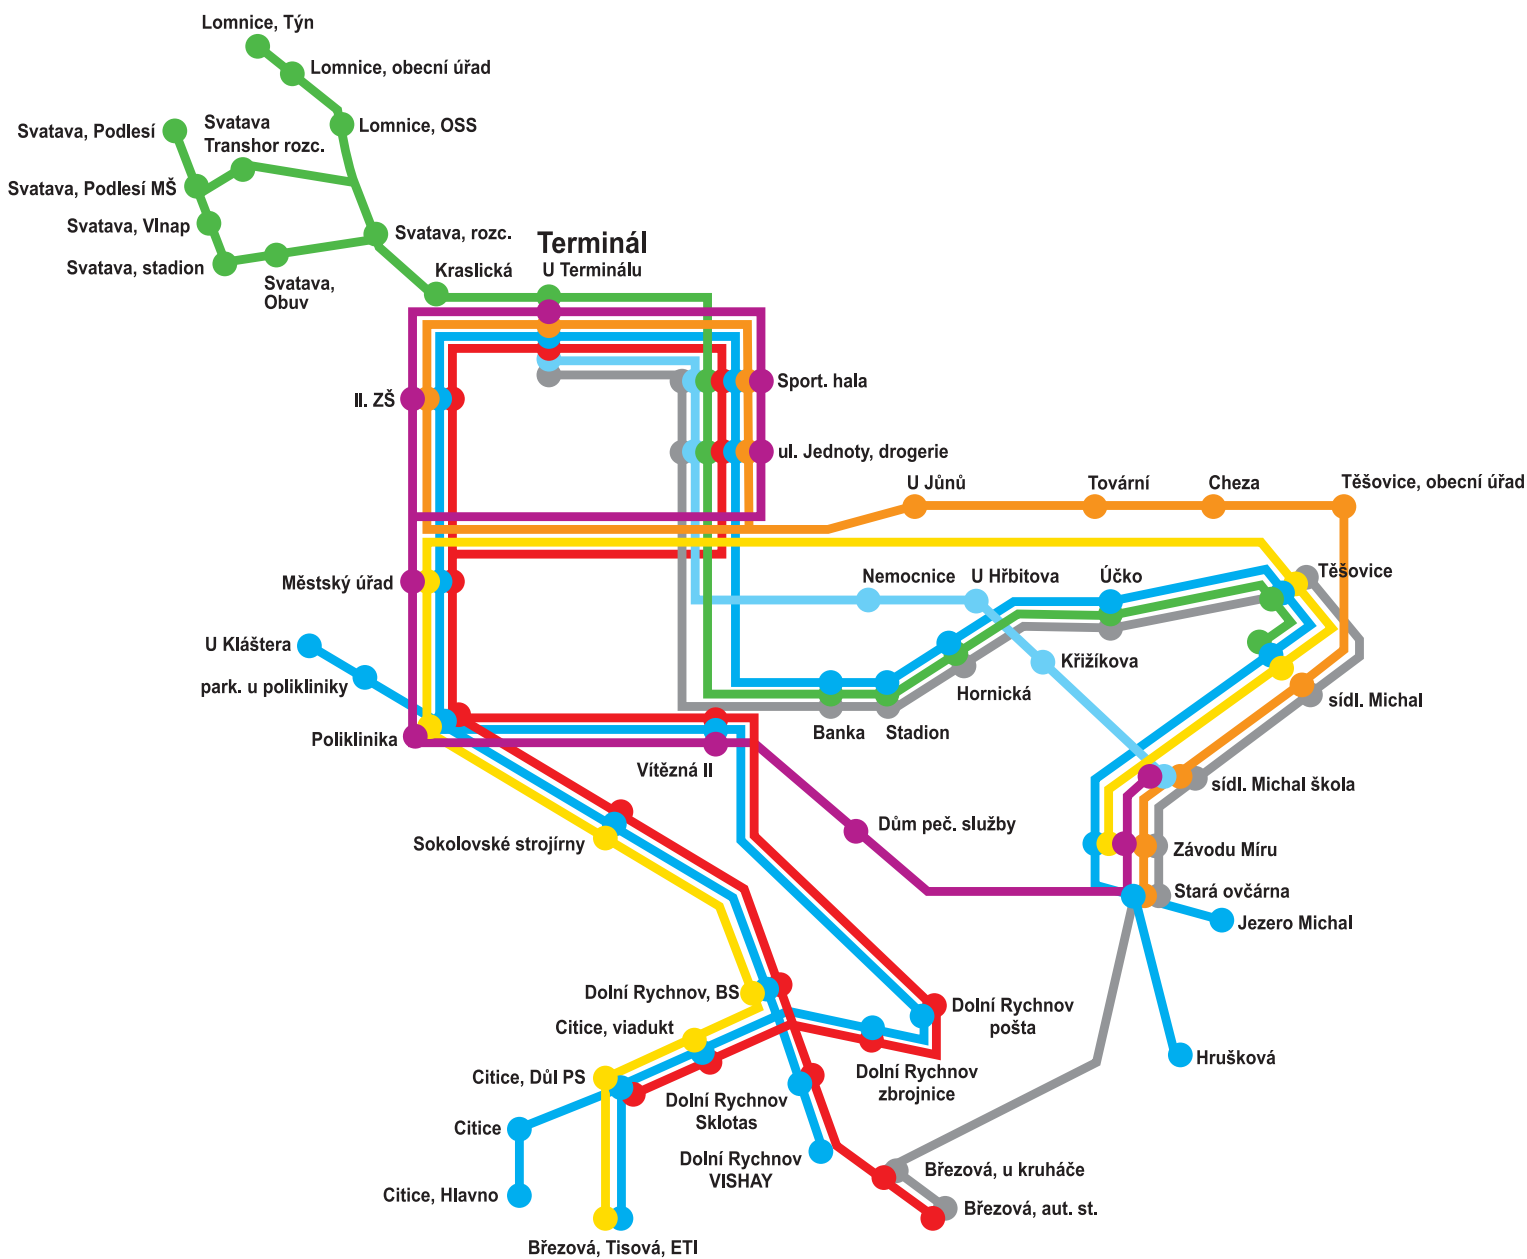 Lomnice, Týn
Lomnice, obecní úřad
Svatava, Podlesí
Svatava
Transhor rozc.
Lomnice, OSS
Svatava, Podlesí MŠ
Svatava, Vlnap
Svatava, rozc.
Svatava, stadion
Svatava,
Obuv
Kraslická
Terminál
U Terminálu
II. ZŠ
Sport. hala
ul. Jednoty, drogerie
U Jůnů
Tovární
Cheza
Těšovice, obecní úřad
Městský úřad
Nemocnice
U Hřbitova
Účko
Těšovice
U Kláštera
park. u polikliniky
Křižíkova
Hornická
sídl. Michal
Poliklinika
Banka
Stadion
Vítězná II
sídl. Michal škola
Sokolovské strojírny
Dům peč. služby
Závodu Míru
Stará ovčárna
Jezero Michal
Dolní Rychnov, BS
Dolní Rychnov
pošta
Citice, viadukt
Hrušková
Citice, Důl PS
Dolní Rychnov
zbrojnice
Dolní Rychnov
Sklotas
Citice
Dolní Rychnov
VISHAY
Březová, u kruháče
Citice, Hlavno
Březová, aut. st.
Březová, Tisová, ETI